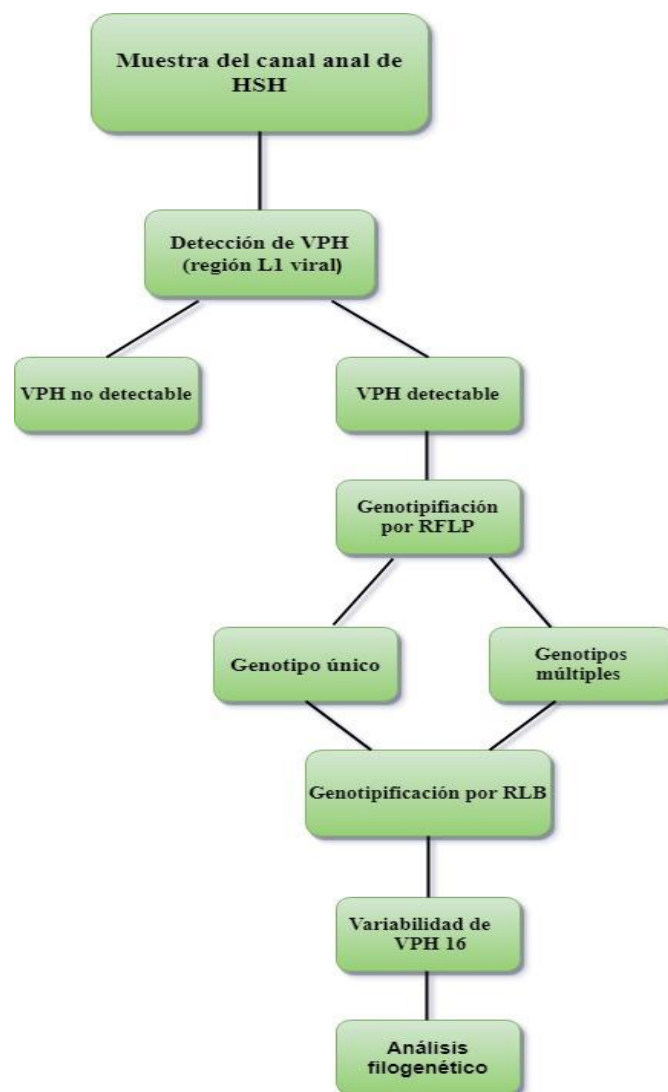 Muestra del canal anal de
HSH
Detección de VPH
(región L1 viral)
VPH no detectable
VPH detectable
Genotipifiación
por RFLP
Genotipo único
Genotipos
múltiples
Genotipificación por RLB
Variabilidad de
VPH 16
Análisis
filogenético